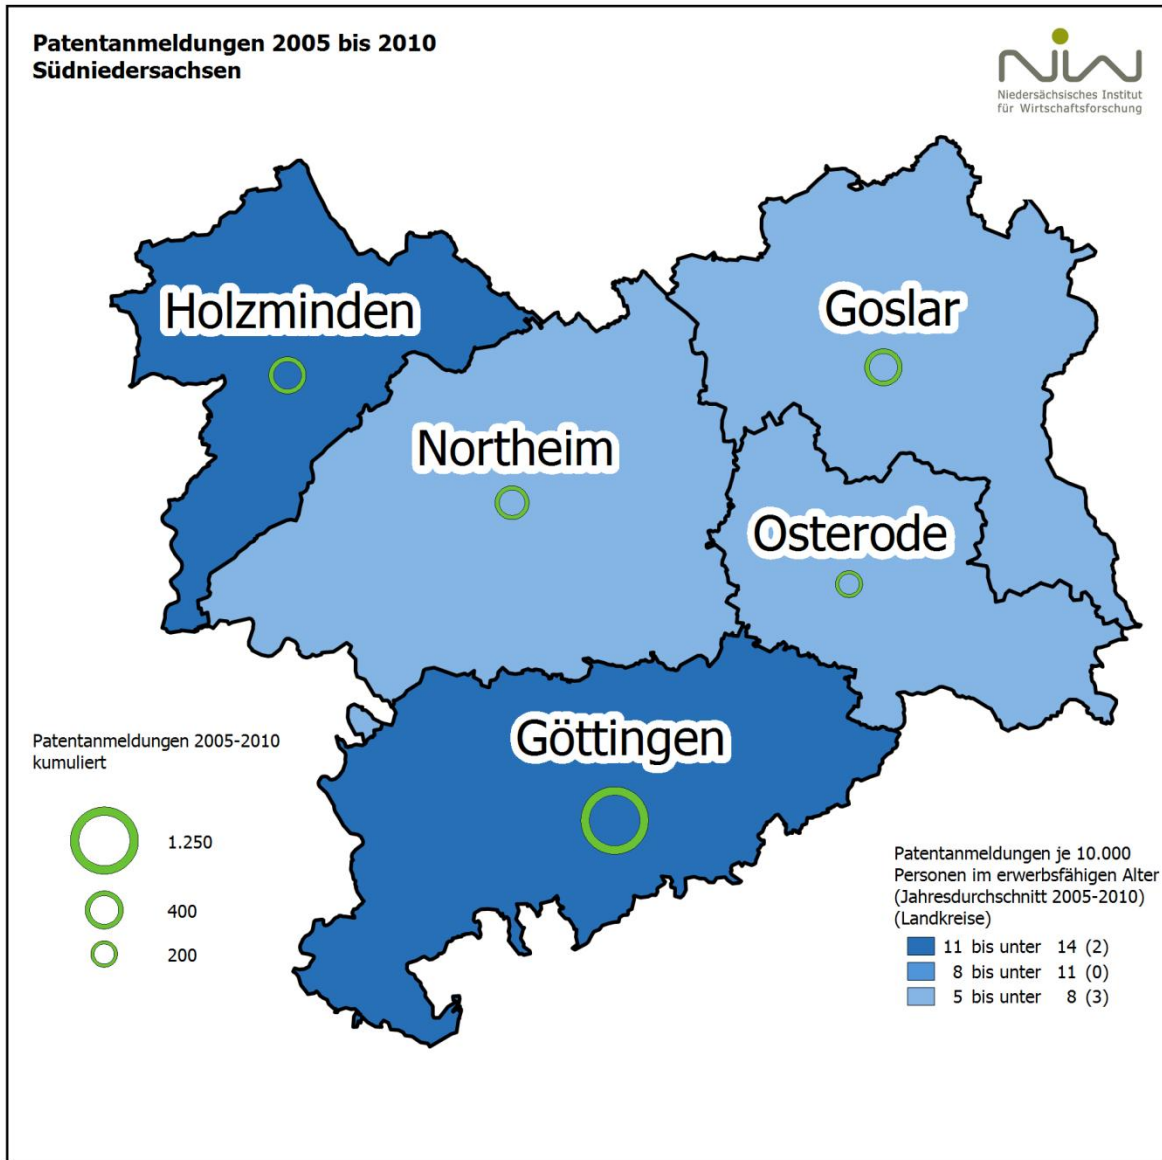 Patentanmeldungen 2005 bis 2010
Südniedersachsen
NIW
Niedersächsisches Institut
für Wirtschaftsforschung
Holzminden
Goslar
Northeim
Osterode
Göttingen
Patentanmeldungen 2005-2010
kumuliert
1.250
400
200
Patentanmeldungen je 10.000
Personen im erwerbsfähigen Alter
(Jahresdurchschnitt 2005-2010)
(Landkreise)
11 bis unter 14 (2)
8 bis unter 11 (0)
5 bis unter 8 (3)